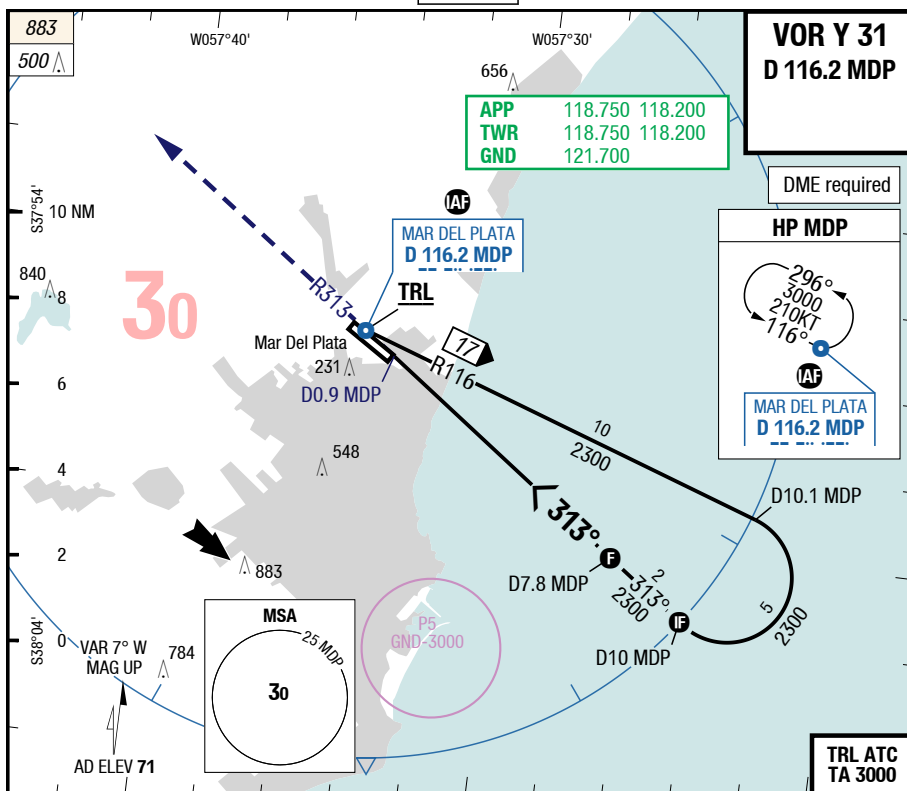 883
500
W057°40'
W057°30'
VOR Y 31
D 116.2 MDP
656
APP 118.750 118.200
TWR 118.750 118.200
GND 121.700
DME required
S37°54'
10 NM
IAF
MAR DEL PLATA
D 116.2 MDP
HP MDP
296°
3000
210KT
116°
IAF
MAR DEL PLATA
D 116.2 MDP
840
8
30
R313
TRL
Mar Del Plata
17
R116
231
6
D0.9 MDP
10
2300
548
4
D10.1 MDP
313°
2
883
F
D7.8 MDP
2
313°
2300
5
2300
IF
D10 MDP
P5
GND-3000
MSA
25 MDP
30
S38°04'
0
VAR 7° W
MAG UP
784
AD ELEV 71
TRL ATC
TA 3000